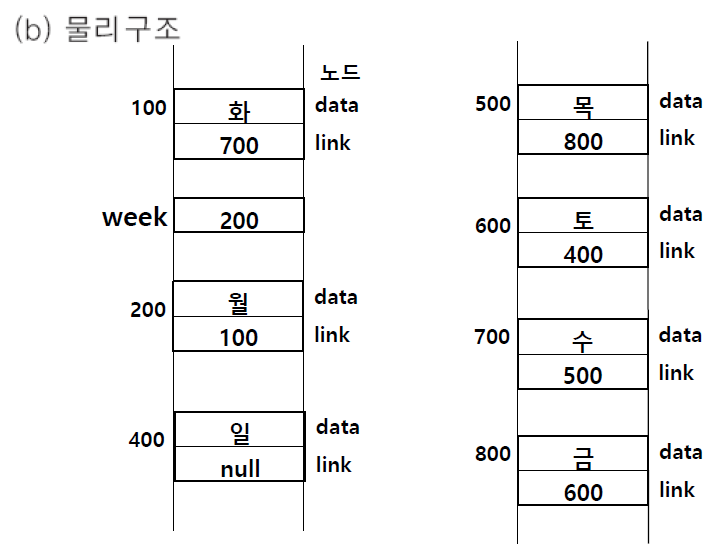 (b) 물리구조
노드
100 화 data
700 link
week 200
200 월 data
100 link
400 일 data
null link
500 목 data
800 link
600 토 data
400 link
700 수 data
500 link
800 금 data
600 link